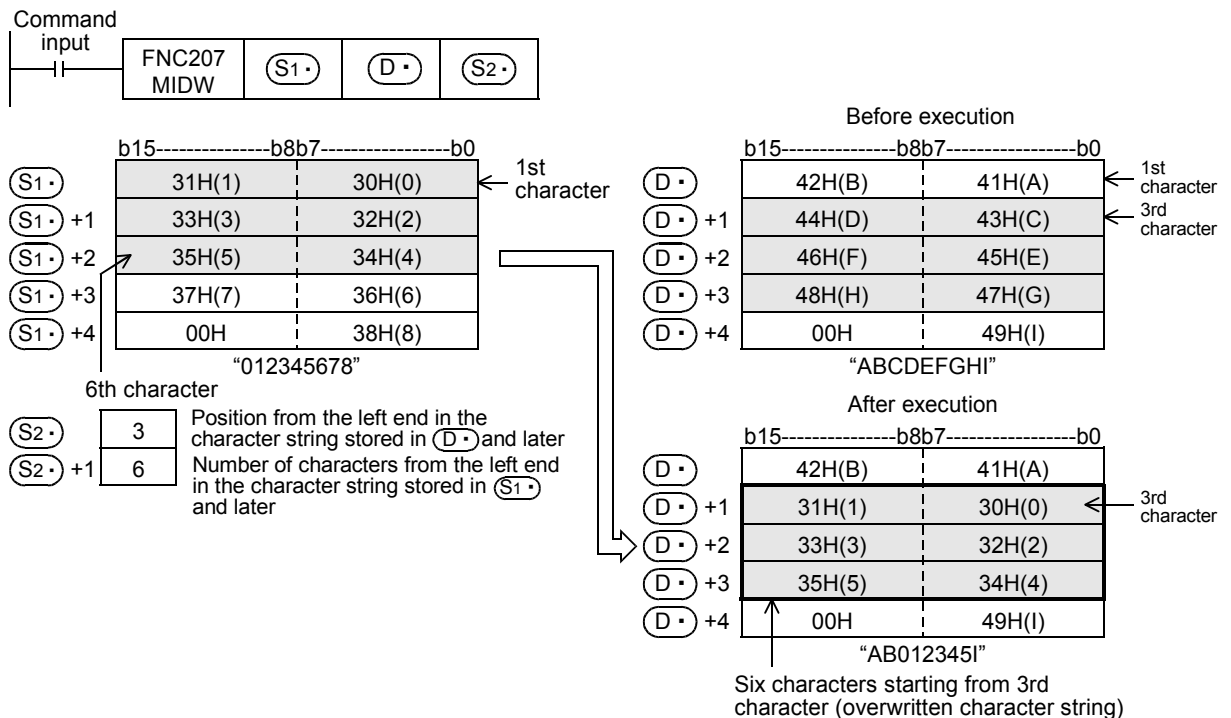 Command
input
FNC207
MIDW
S1・
D・
S2・
b15----------------b8b7------------------b0
S1・ 31H(1) 30H(0)
S1・ +1 33H(3) 32H(2)
S1・ +2 35H(5) 34H(4)
S1・ +3 37H(7) 36H(6)
S1・ +4 00H 38H(8)
1st
character
“012345678”
6th character
S2・ 3 Position from the left end in the
character string stored in D・ and later
S2・ +1 6 Number of characters from the left end
in the character string stored in S1・
and later
Before execution
b15----------------b8b7------------------b0
D・ 42H(B) 41H(A)
D・ +1 44H(D) 43H(C)
D・ +2 46H(F) 45H(E)
D・ +3 48H(H) 47H(G)
D・ +4 00H 49H(I)
1st
character
3rd
character
“ABCDEFGHI”
After execution
b15----------------b8b7------------------b0
D・ 42H(B) 41H(A)
D・ +1 31H(1) 30H(0)
D・ +2 33H(3) 32H(2)
D・ +3 35H(5) 34H(4)
D・ +4 00H 49H(I)
3rd
character
“AB012345I”
Six characters starting from 3rd
character (overwritten character string)